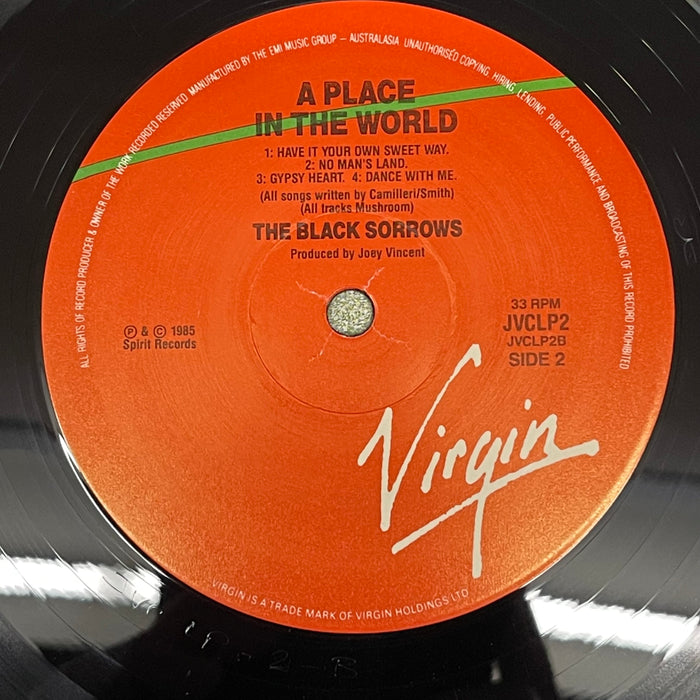 ALL RIGHTS OF RECORD PRODUCER & OWNER OF THE WORK RECORDED RESERVED. MANUFACTURED BY THE EMI MUSIC GROUP – AUSTRALASIA UNAUTHORISED COPYING, HIRING, LENDING, PUBLIC PERFORMANCE AND BROADCASTING OF THIS RECORD PROHIBITED
A PLACE
IN THE WORLD
1: HAVE IT YOUR OWN SWEET WAY.
2: NO MAN'S LAND.
3: GYPSY HEART. 4: DANCE WITH ME.
(All songs written by Camilleri/Smith)
(All tracks Mushroom)
THE BLACK SORROWS
Produced by Joey Vincent
℗ & © 1985
Spirit Records
33 RPM
JVCLP2
JVCLP2B
SIDE 2
Virgin
VIRGIN IS A TRADE MARK OF VIRGIN HOLDINGS LTD